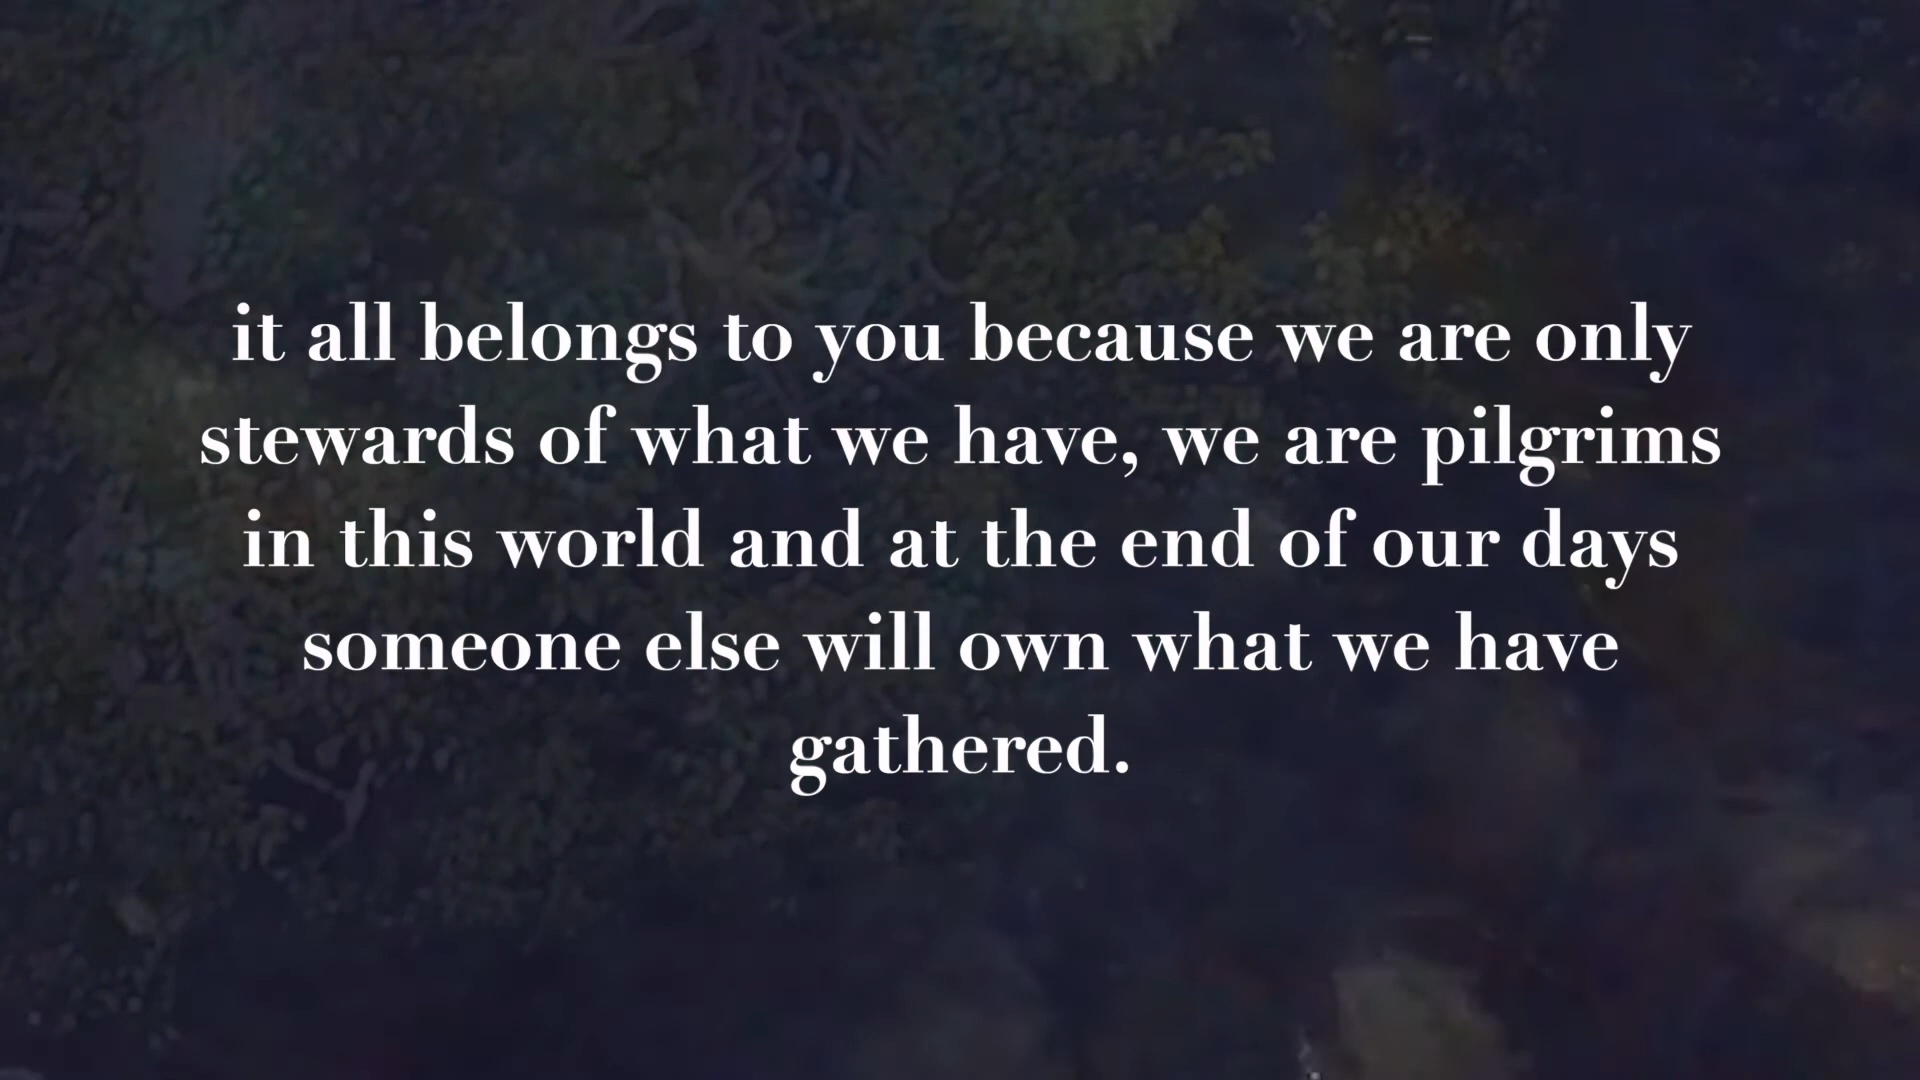 it all belongs to you because we are only
stewards of what we have, we are pilgrims
in this world and at the end of our days
someone else will own what we have
gathered.